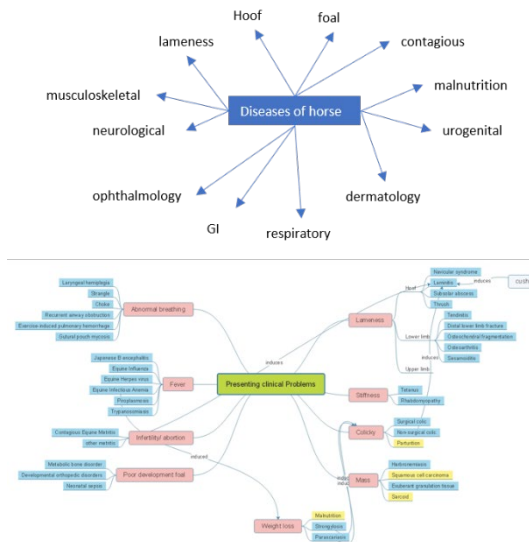 Hoof
foal
lameness
contagious
musculoskeletal
malnutrition
Diseases of horse
neurological
urogenital
ophthalmology
dermatology
GI
respiratory
Laryngeal hemiplegia
Strangle
Choke
Recurrent airway obstruction
Exercise induced pulmonary hemorrhage
Guttural pouch mycosis
Abnormal breathing
Navicular syndrome
Laminitis
Subsolar abscess
Thrush
Hoof
induces
cush
Lameness
Tendinitis
Distal lower limb fracture
Osteochondral fragmentation
Osteoarthritis
Desmoiditis
Lower limb
induces
Upper limb
induces
Japanese B encephalitis
Equine Influenza
Equine Herpes virus
Equine Infectious Anemia
Piroplasmosis
Trypanosomiasis
Fever
Presenting clinical Problems
Stiffness
Tetanus
Rhabdomyopathy
Contagious Equine Metritis
other metritis
Infertility/ abortion
Colicky
Surgical colic
Non-surgical colic
Parturition
induced
Metabolic bone disorder
Developmental orthopedic disorders
Neonatal sepsis
Poor development foal
Mass
Squamous cell carcinoma
Exuberant granulation tissue
Sarcoid
Weight loss
Malnutrition
Strongylosis